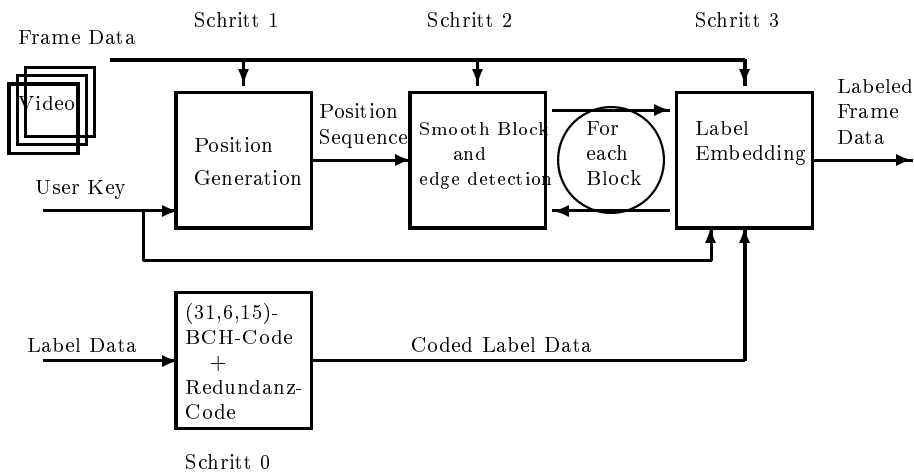 Schritt 1
Schritt 2
Schritt 3
Frame Data
Video
Position
Generation
Position
Sequence
Smooth Block
and
edge detection
For
each
Block
Label
Embedding
Labeled
Frame
Data
User Key
Label Data
(31,6,15)-
BCH-Code
+
Redundanz-
Code
Coded Label Data
Schritt 0